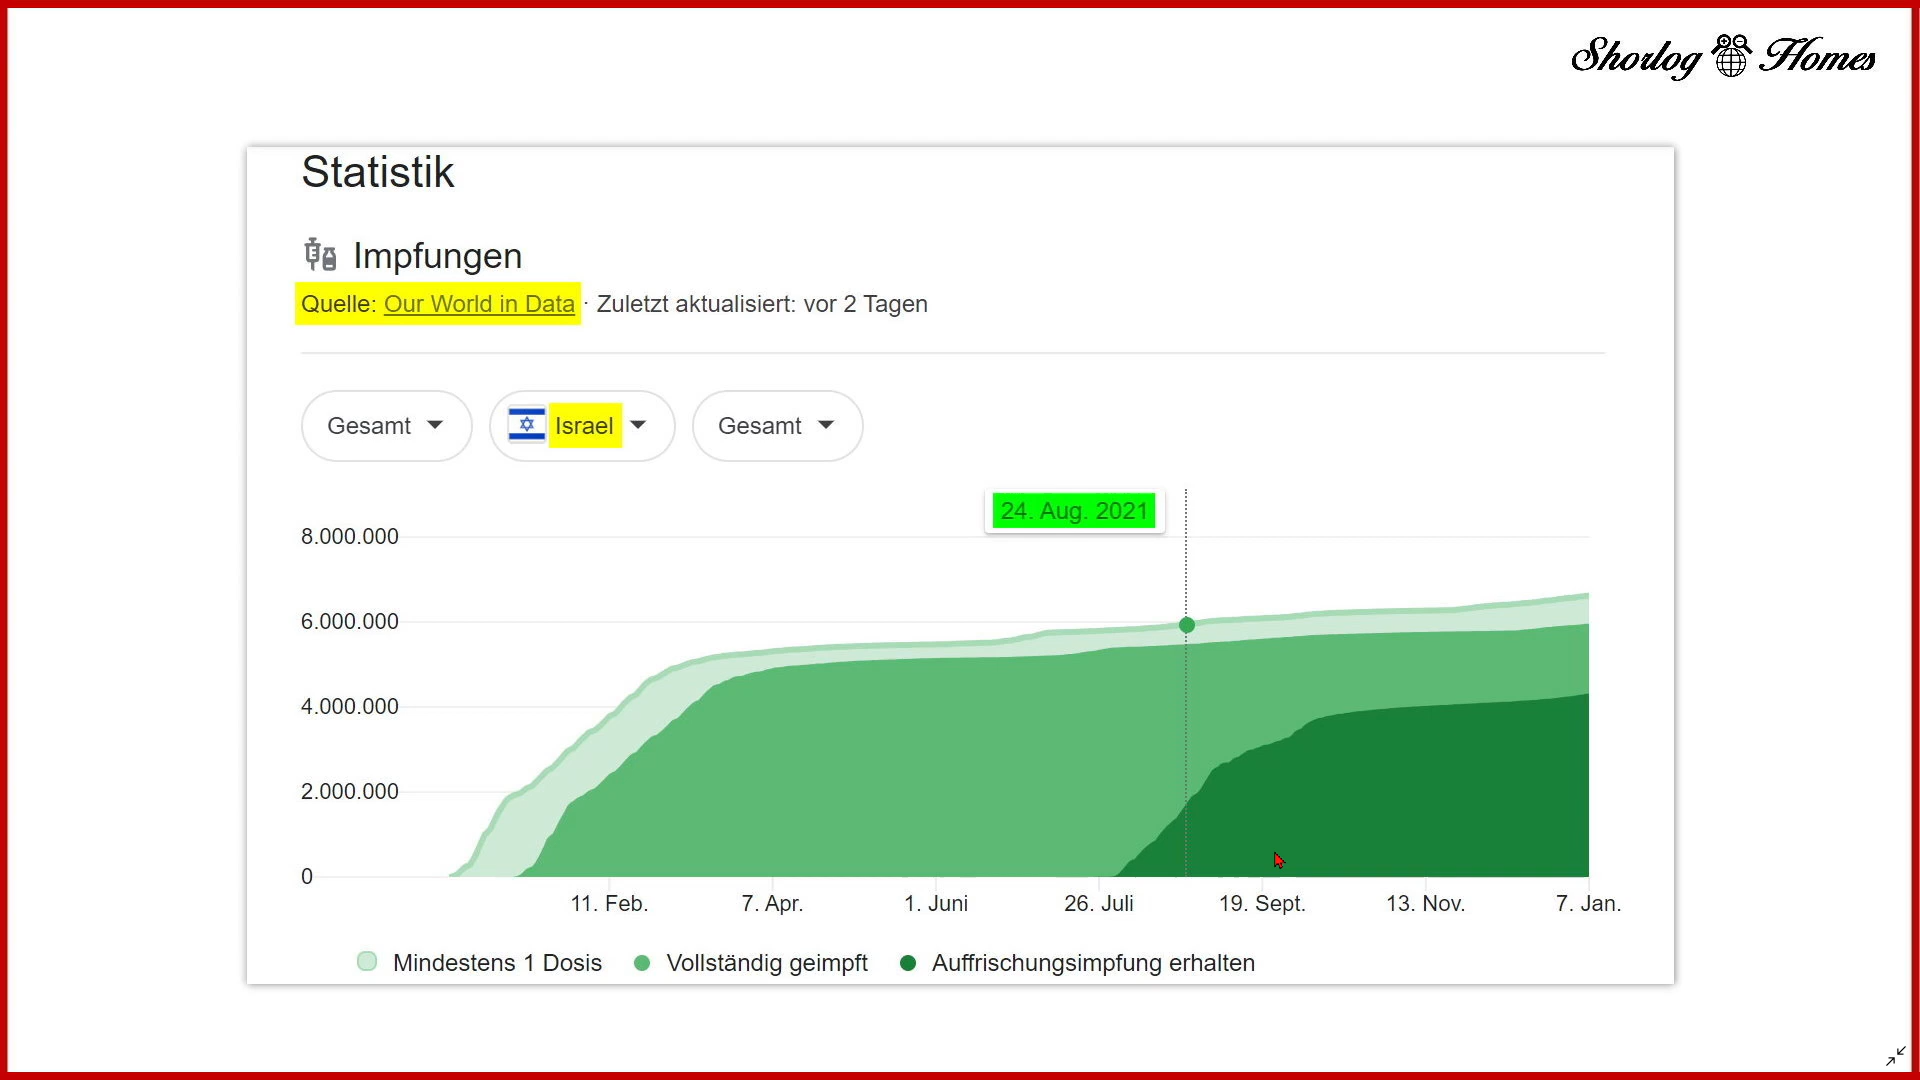 Shorlog Homes
Statistik
Impfungen
Quelle: Our World in Data · Zuletzt aktualisiert: vor 2 Tagen
Gesamt Israel Gesamt
24. Aug. 2021
8.000.000
6.000.000
4.000.000
2.000.000
0
11. Feb. 7. Apr. 1. Juni 26. Juli 19. Sept. 13. Nov. 7. Jan.
Mindestens 1 Dosis Vollständig geimpft Auffrischungsimpfung erhalten